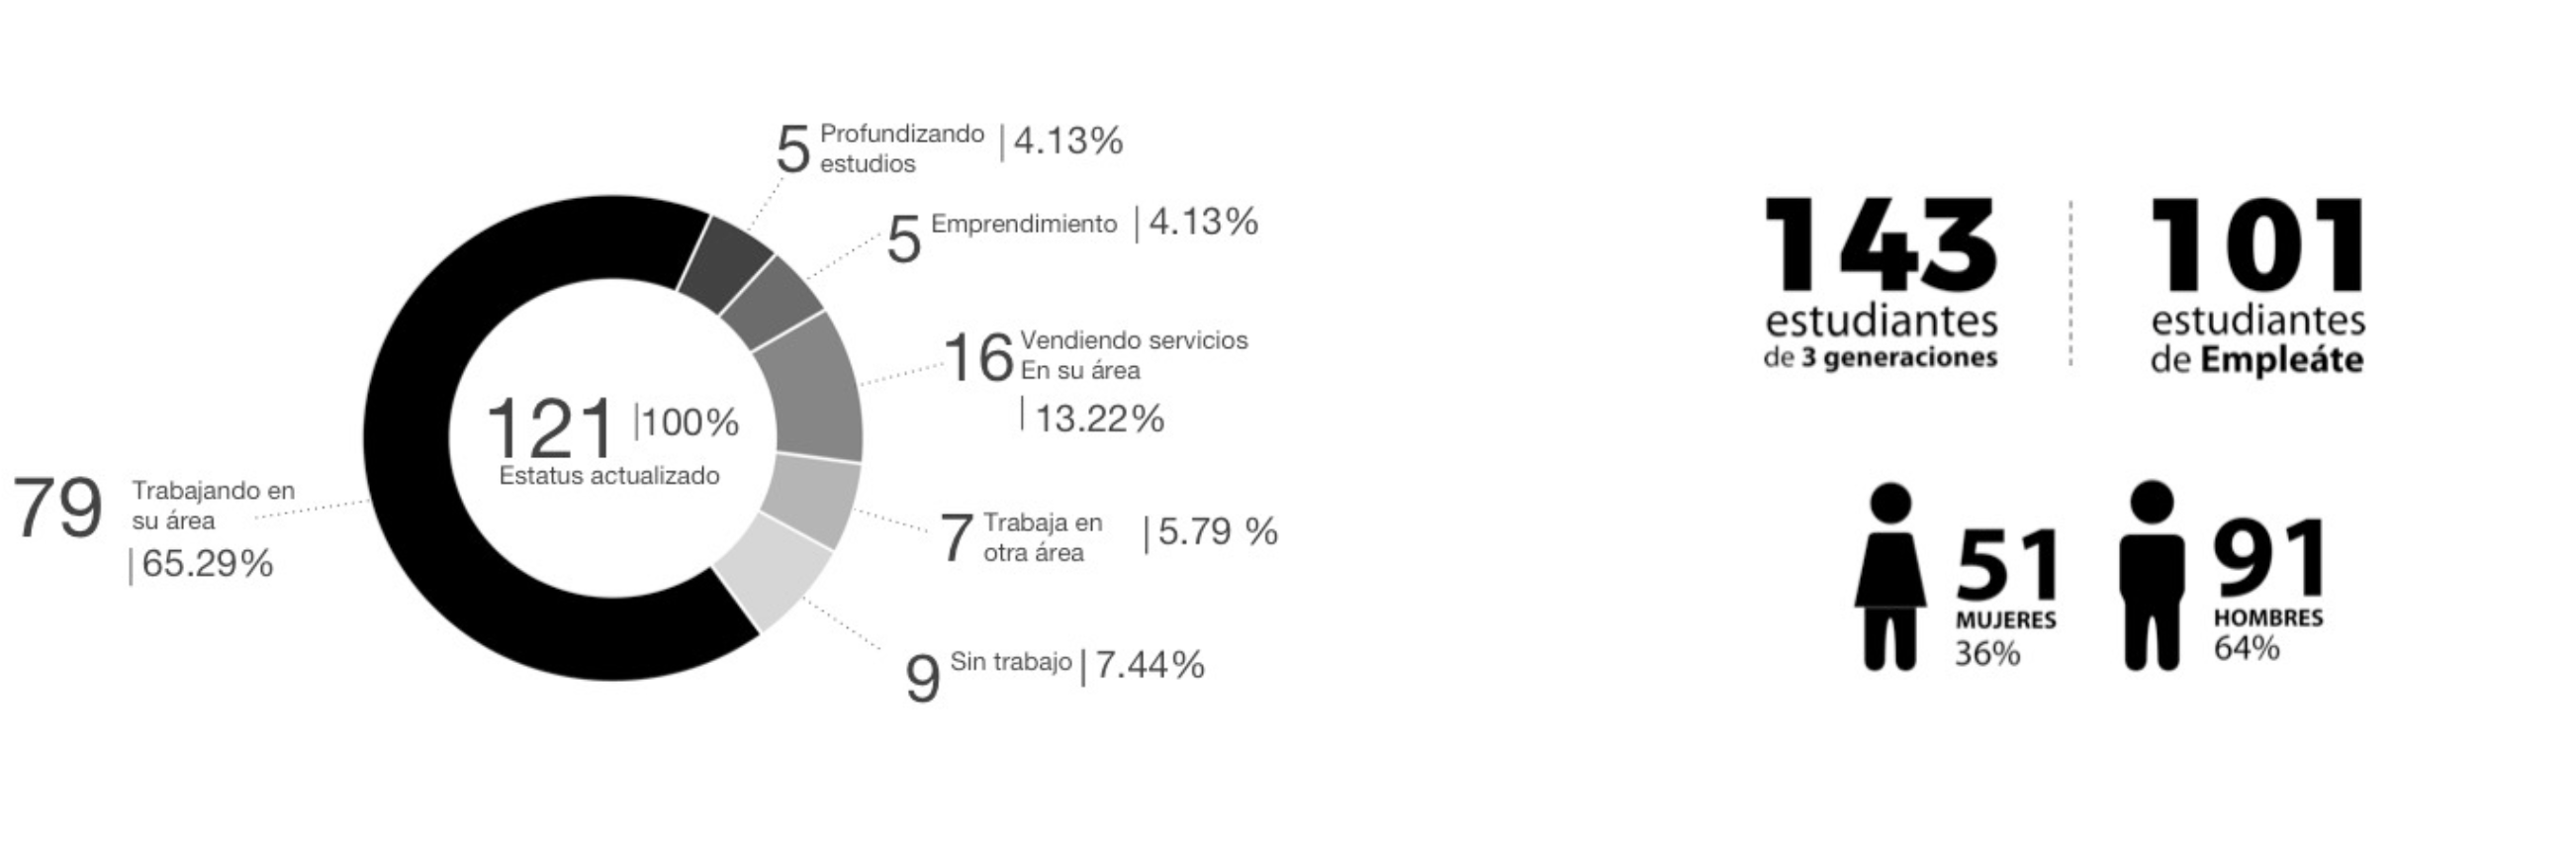 5 Profundizando | 4.13%
estudios
5 Emprendimiento | 4.13%
16 Vendiendo servicios
En su área
| 13.22%
121 |100%
Estatus actualizado
79 Trabajando en
su área
| 65.29%
7 Trabaja en | 5.79 %
otra área
9 Sin trabajo | 7.44%
143
estudiantes
de 3 generaciones
101
estudiantes
de Empleáte
51
MUJERES
36%
91
HOMBRES
64%